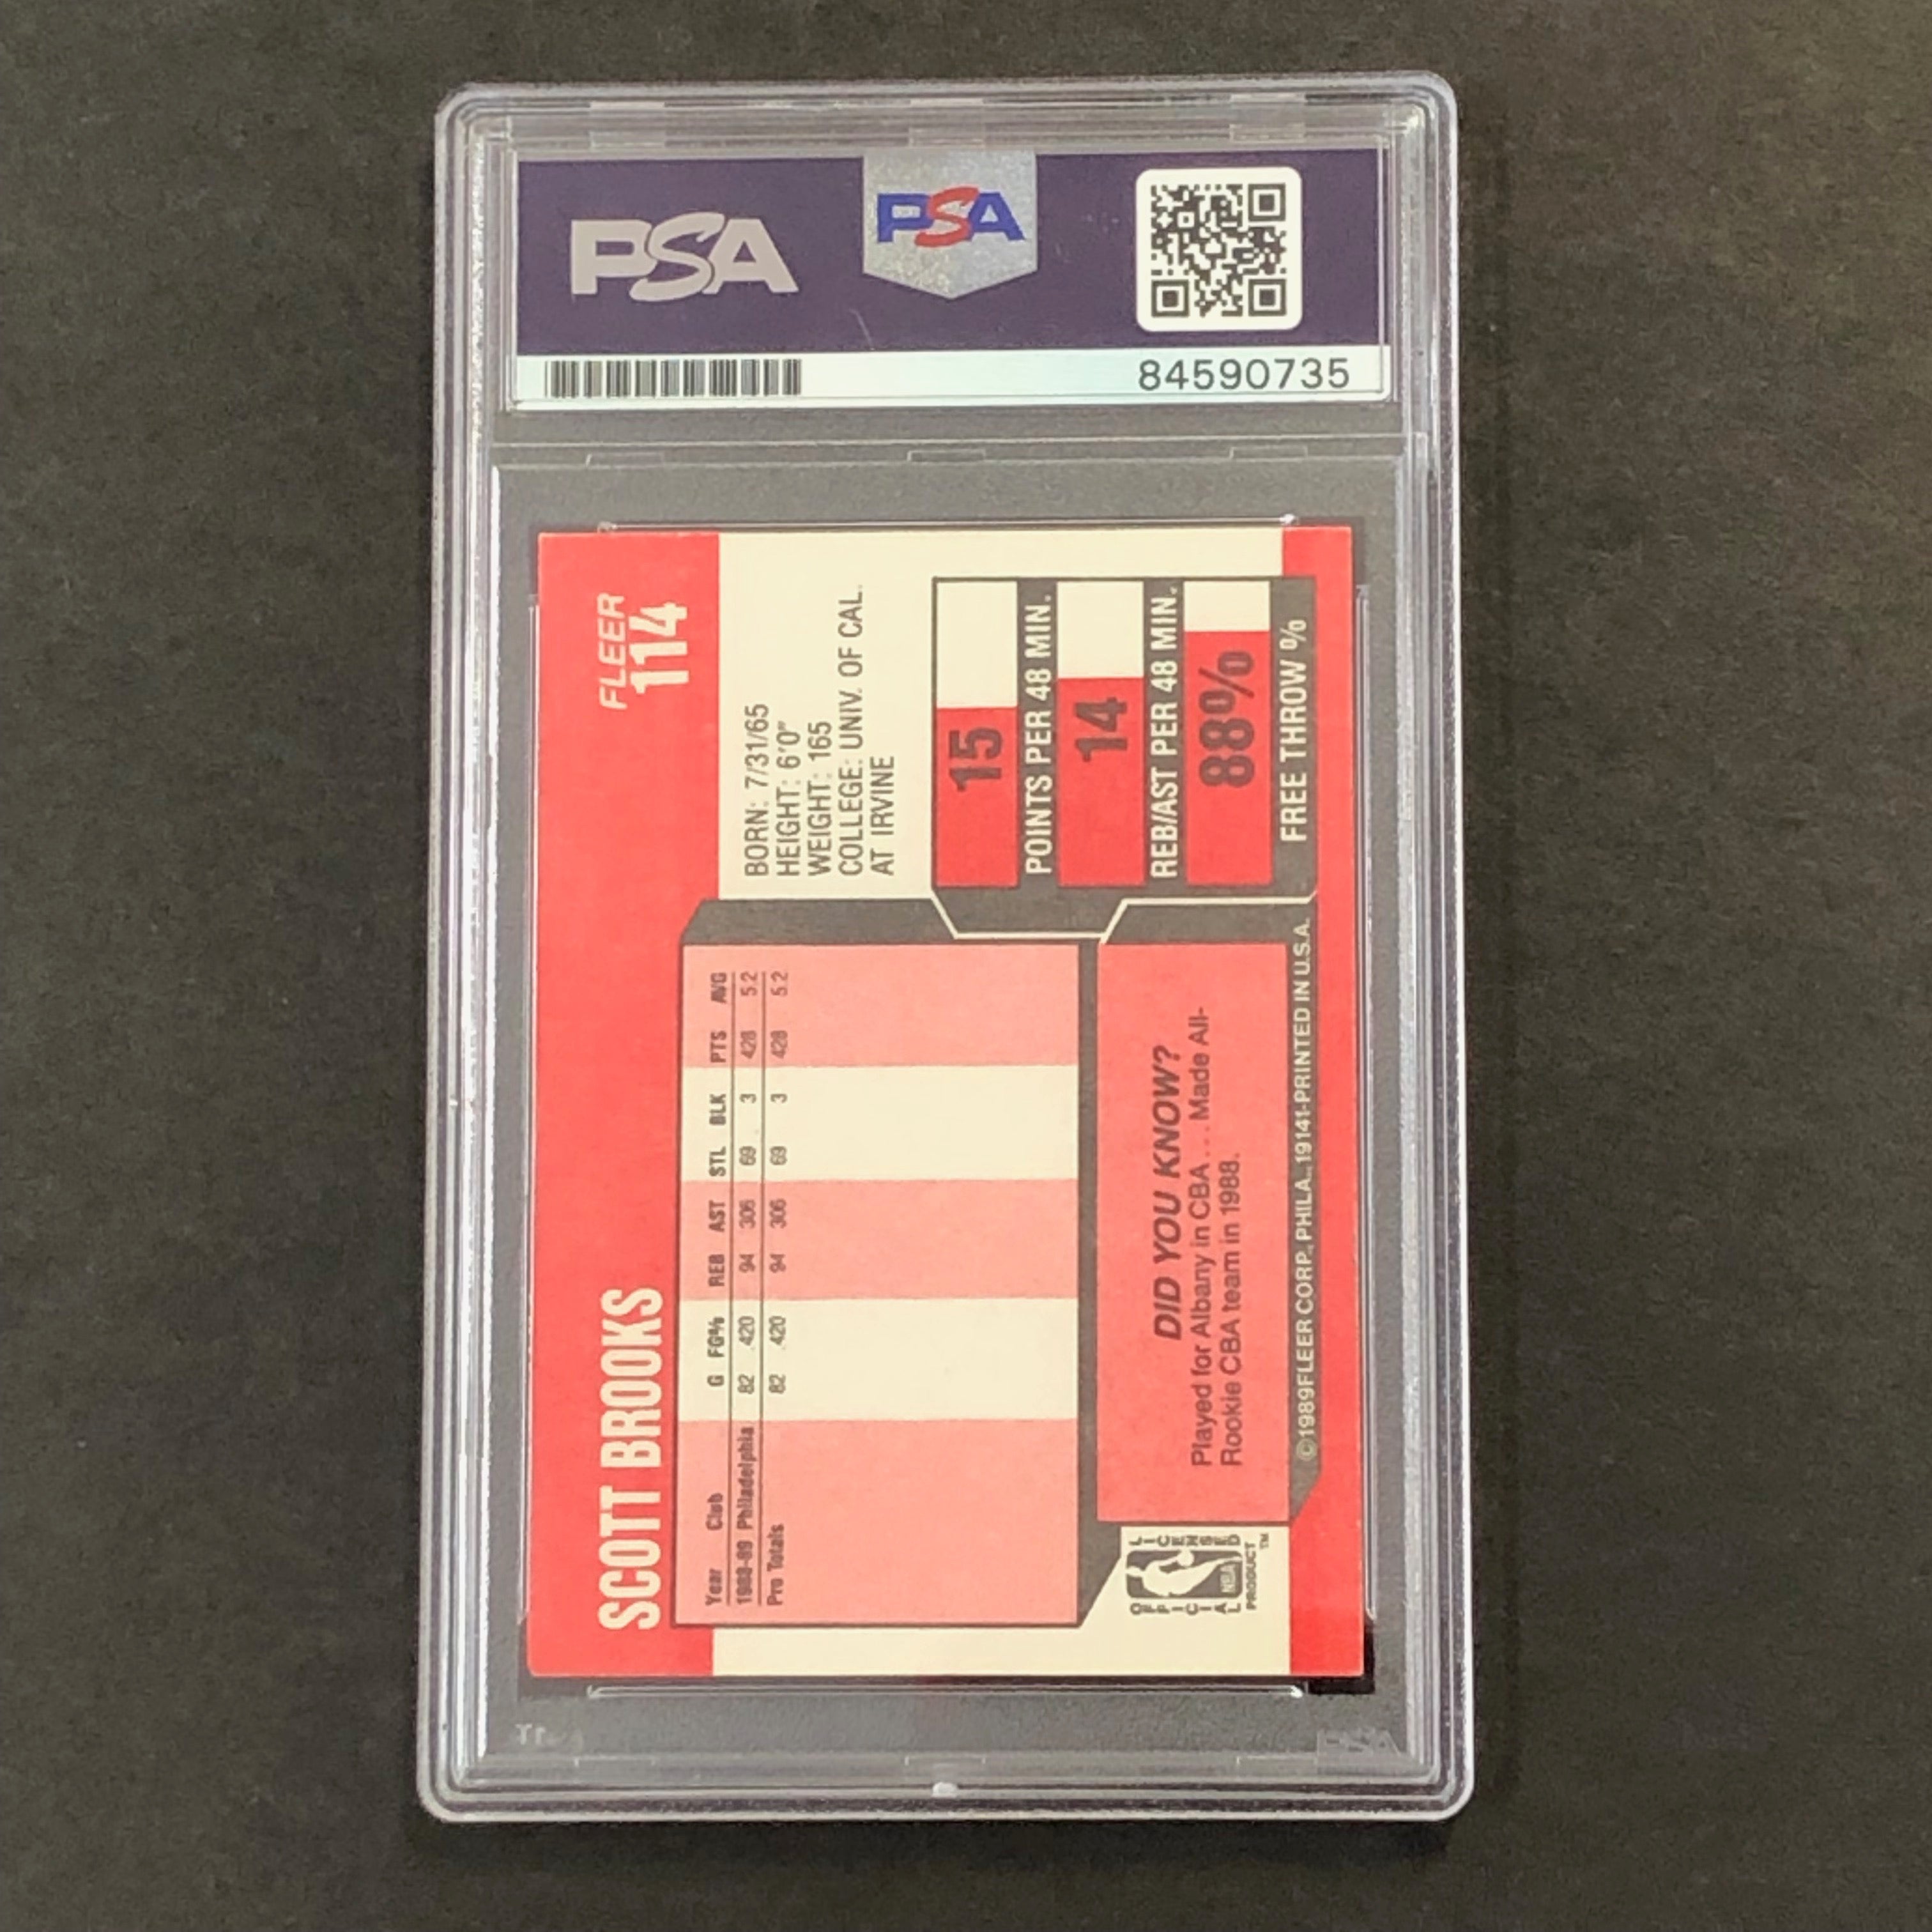 PSA
PSA
84590735
FLEER
114
SCOTT BROOKS
BORN: 7/31/65
HEIGHT: 6'0"
WEIGHT: 165
COLLEGE: UNIV. OF CAL.
AT IRVINE
Year Club G FG% REB AST STL BLK PTS AVG
1988-89 Philadelphia 82 .420 94 306 69 3 428 5.2
Pro Totals 82 .420 94 306 69 3 428 5.2
15
POINTS PER 48 MIN.
14
REB/AST PER 48 MIN.
88%
FREE THROW %
DID YOU KNOW?
Played for Albany in CBA . . . Made All-
Rookie CBA team in 1988.
OFFICIAL NBA LICENSED
PRODUCT™
©1989 FLEER CORP., PHILA., 19141-PRINTED IN U.S.A.